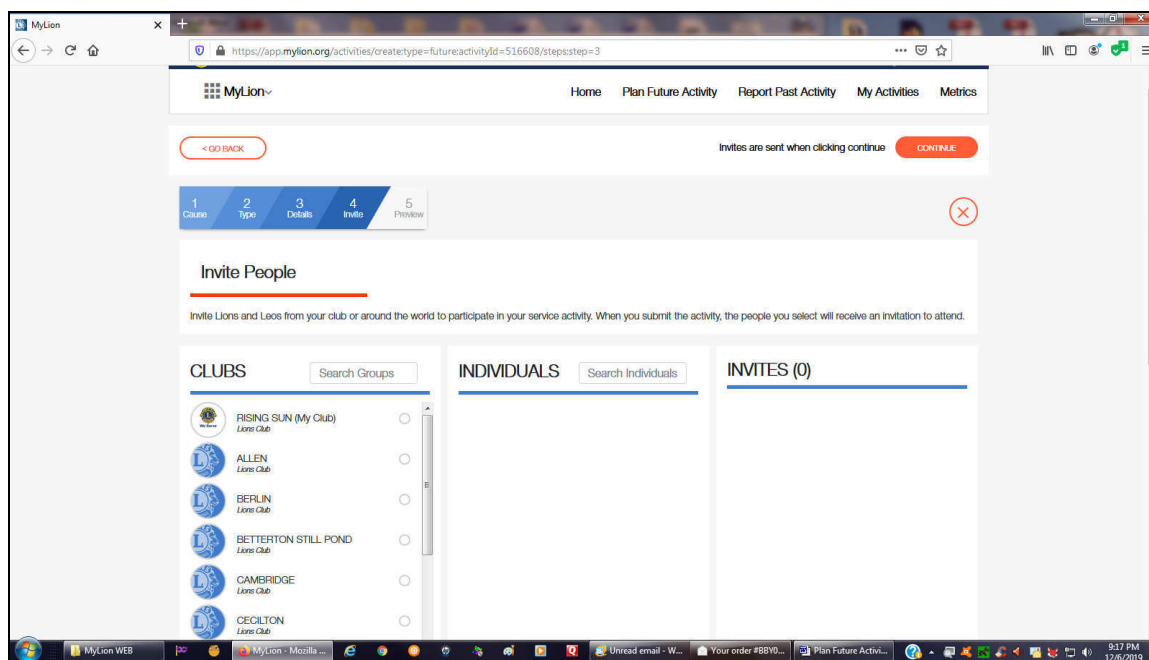 MyLion
https://app.mylion.org/activities/create;type=future;activityId=516608/steps;step=3
MyLion
Home
Plan Future Activity
Report Past Activity
My Activities
Metrics
< GO BACK
Invites are sent when clicking continue
CONTINUE
1
Cause
2
Type
3
Details
4
Invite
5
Preview
Invite People
Invite Lions and Leos from your club or around the world to participate in your service activity. When you submit the activity, the people you select will receive an invitation to attend.
CLUBS
Search Groups
INDIVIDUALS
Search Individuals
INVITES (0)
RISING SUN (My Club)
Lions Club
ALLEN
Lions Club
BERLIN
Lions Club
BETTERTON STILL POND
Lions Club
CAMBRIDGE
Lions Club
CECILTON
Lions Club
MyLion WEB
MyLion - Mozilla ...
Unread email - W...
Your order #BBY0...
Plan Future Activi...
9:17 PM
12/6/2019